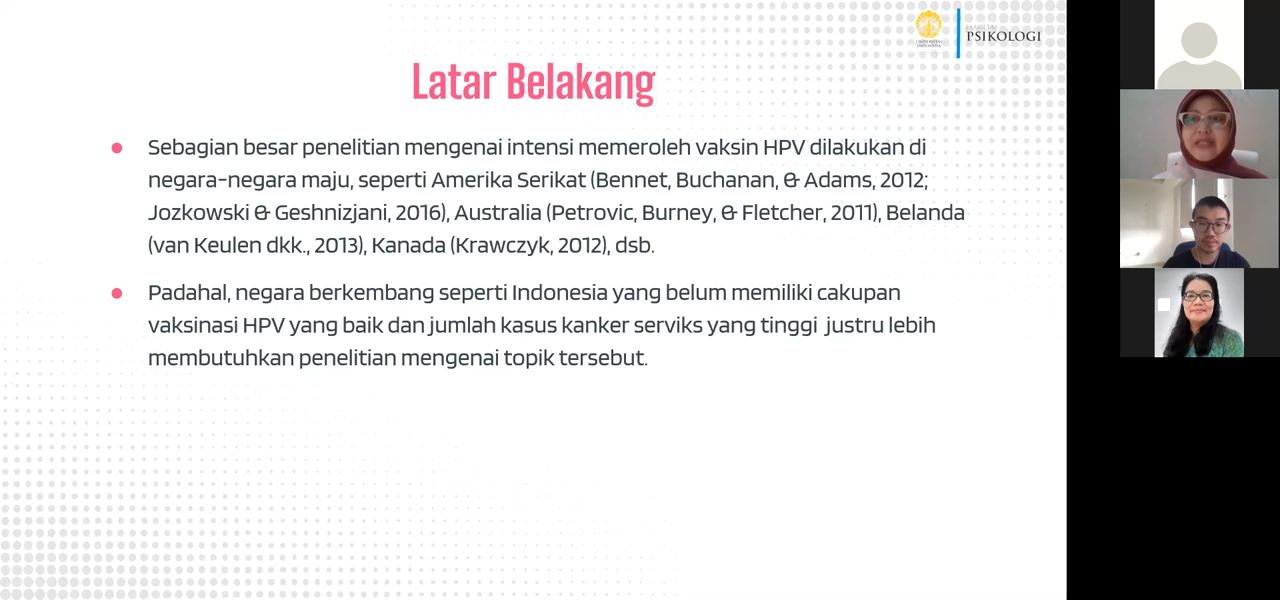 UNIVERSITAS
INDONESIA
FAKULTAS
PSIKOLOGI
Latar Belakang
Sebagian besar penelitian mengenai intensi memeroleh vaksin HPV dilakukan di
negara-negara maju, seperti Amerika Serikat (Bennet, Buchanan, & Adams, 2012;
Jozkowski & Geshnizjani, 2016), Australia (Petrovic, Burney, & Fletcher, 2011), Belanda
(van Keulen dkk., 2013), Kanada (Krawczyk, 2012), dsb.
Padahal, negara berkembang seperti Indonesia yang belum memiliki cakupan
vaksinasi HPV yang baik dan jumlah kasus kanker serviks yang tinggi justru lebih
membutuhkan penelitian mengenai topik tersebut.